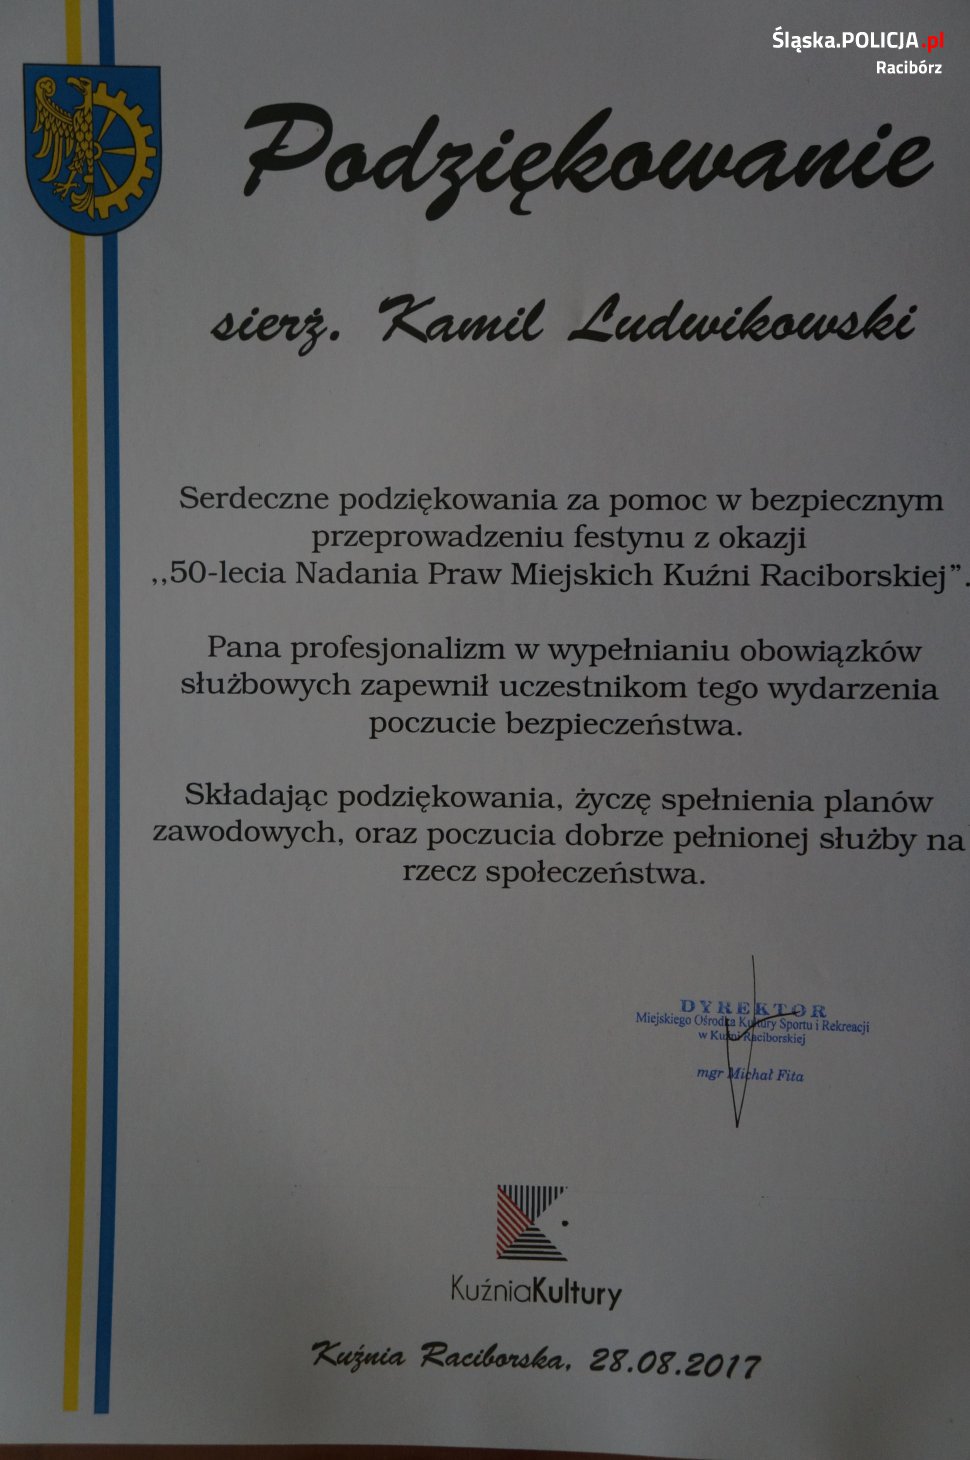 Śląska.POLICJA.pl
Racibórz
Podziękowanie
sierż. Kamil Ludwikowski
Serdeczne podziękowania za pomoc w bezpiecznym
przeprowadzeniu festynu z okazji
,,50-lecia Nadania Praw Miejskich Kuźni Raciborskiej”.
Pana profesjonalizm w wypełnianiu obowiązków
służbowych zapewnił uczestnikom tego wydarzenia
poczucie bezpieczeństwa.
Składając podziękowania, życzę spełnienia planów
zawodowych, oraz poczucia dobrze pełnionej służby na
rzecz społeczeństwa.
DYREKTOR
Miejskiego Ośrodka Kultury Sportu i Rekreacji
w Kuźni Raciborskiej
mgr Michał Fita
KuźniaKultury
Kuźnia Raciborska, 28.08.2017